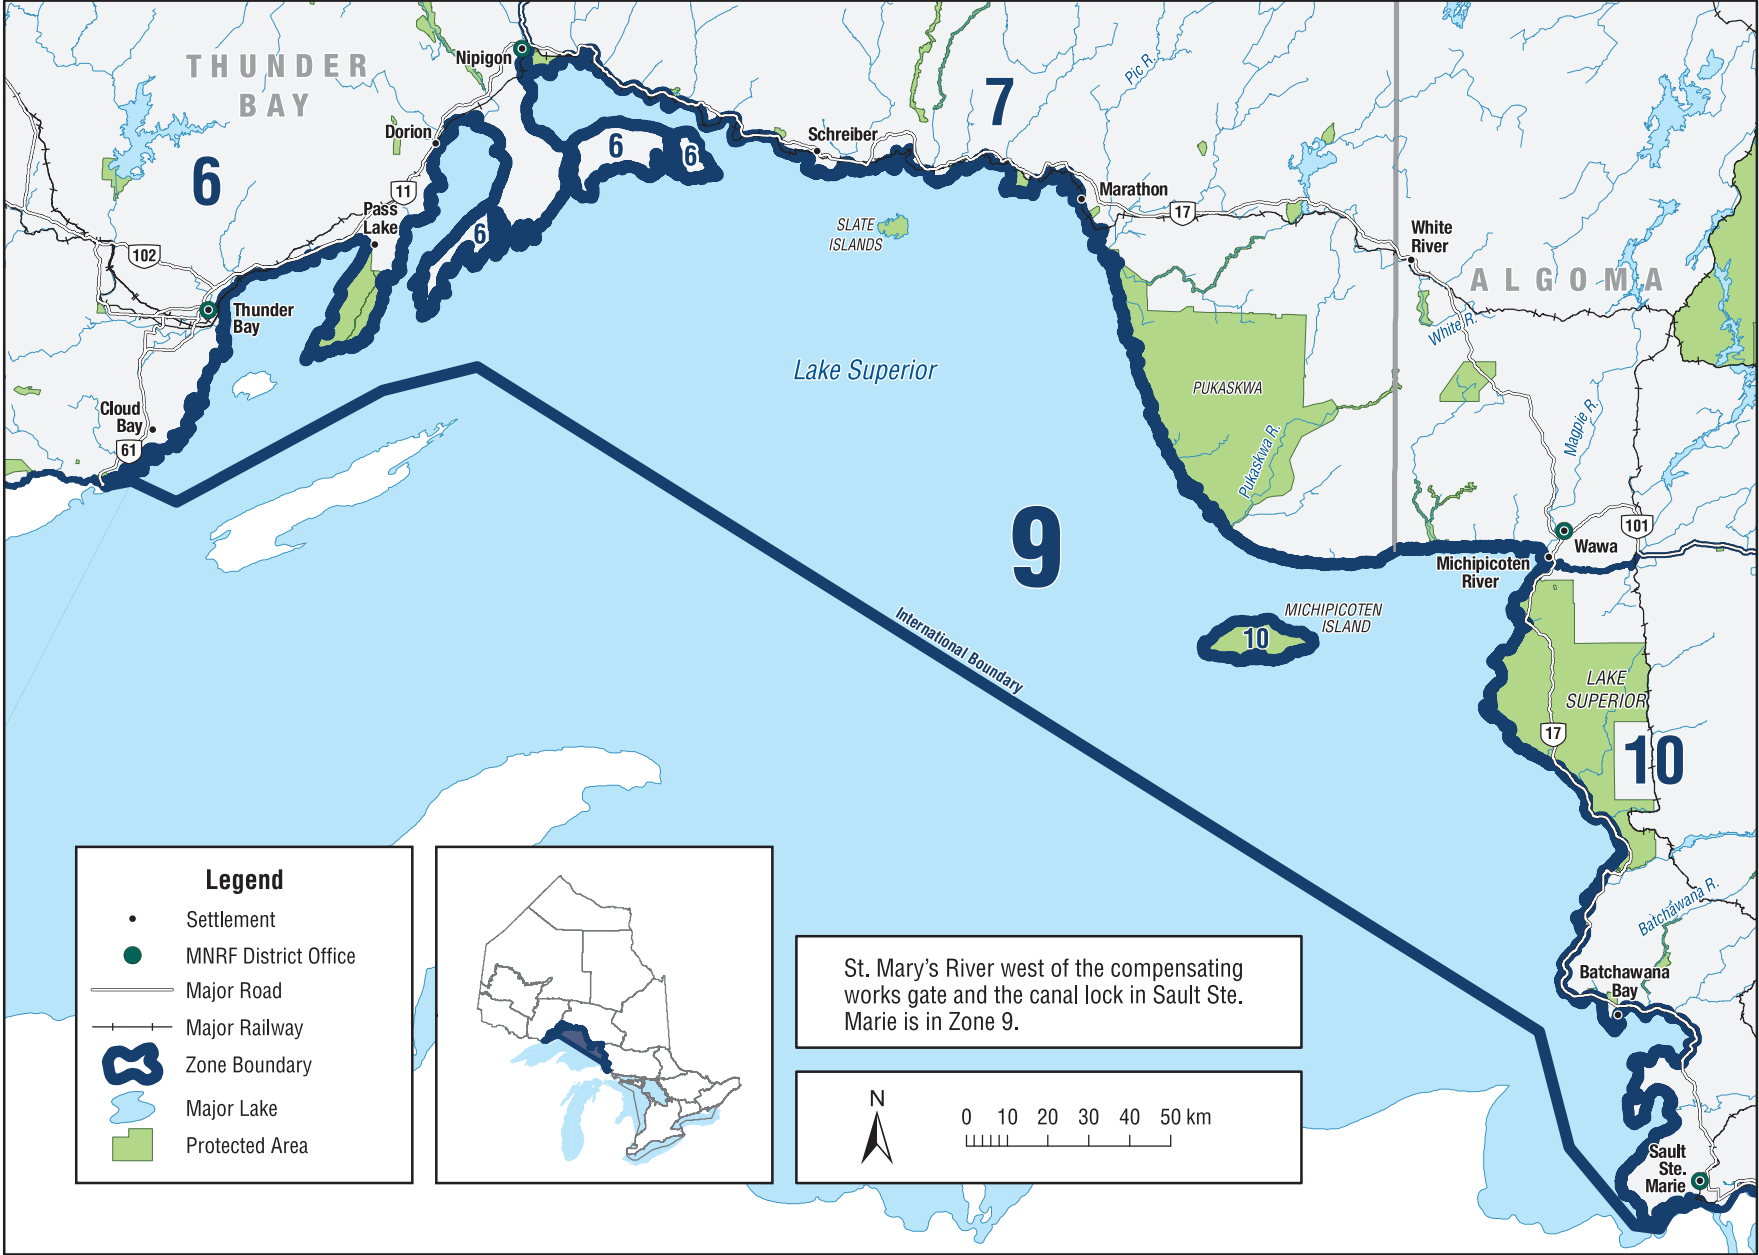 THUNDER
BAY
Nipigon
7
Pic R.
Dorion
6
6
6
Schreiber
11
Marathon
17
Pass
Lake
SLATE
ISLANDS
6
White
River
102
ALGOMA
Thunder
Bay
White R.
Lake Superior
PUKASKWA
Cloud
Bay
61
Magpie R.
Pukaskwa R.
9
101
Wawa
Michipicoten
River
International Boundary
MICHIPICOTEN
ISLAND
10
LAKE
SUPERIOR
17
10
Batchawana R.
Batchawana
Bay
Sault
Ste.
Marie
Legend
Settlement
MNRF District Office
Major Road
Major Railway
Zone Boundary
Major Lake
Protected Area
St. Mary's River west of the compensating
works gate and the canal lock in Sault Ste.
Marie is in Zone 9.
N
0 10 20 30 40 50 km